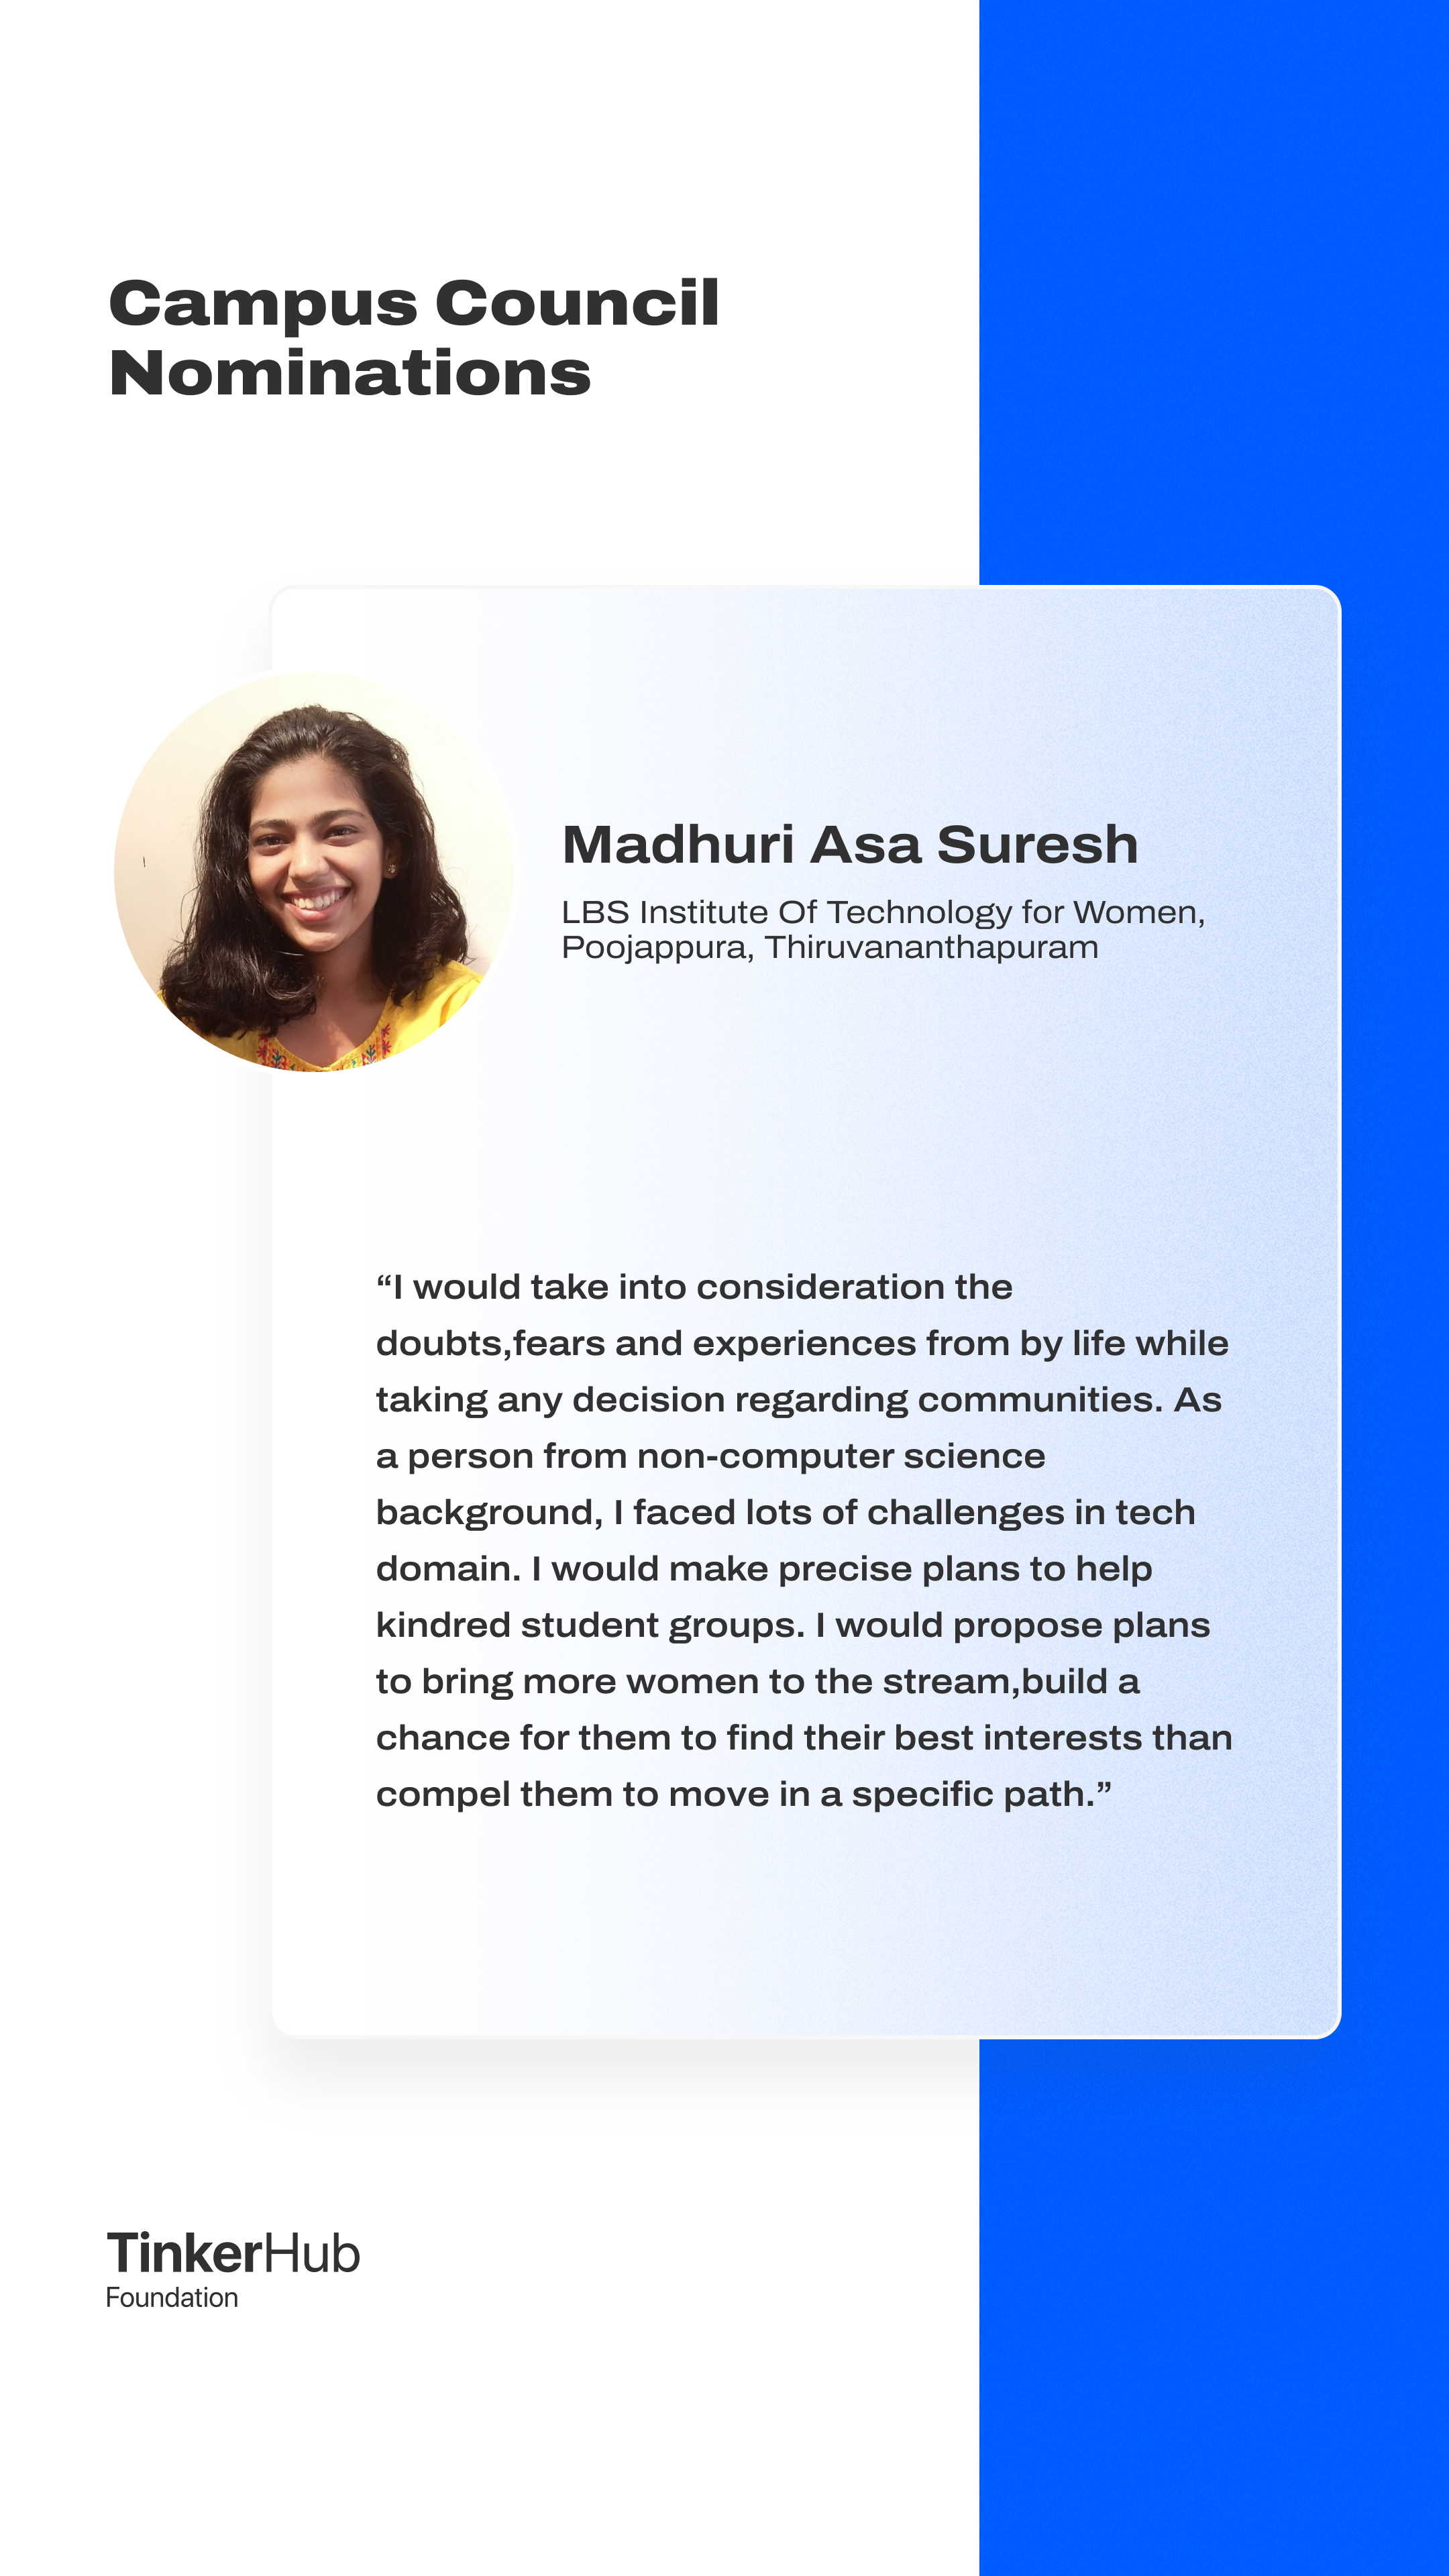 Campus Council
Nominations
Madhuri Asa Suresh
LBS Institute Of Technology for Women,
Poojappura, Thiruvananthapuram
“I would take into consideration the
doubts,fears and experiences from by life while
taking any decision regarding communities. As
a person from non-computer science
background, I faced lots of challenges in tech
domain. I would make precise plans to help
kindred student groups. I would propose plans
to bring more women to the stream,build a
chance for them to find their best interests than
compel them to move in a specific path.”
TinkerHub
Foundation